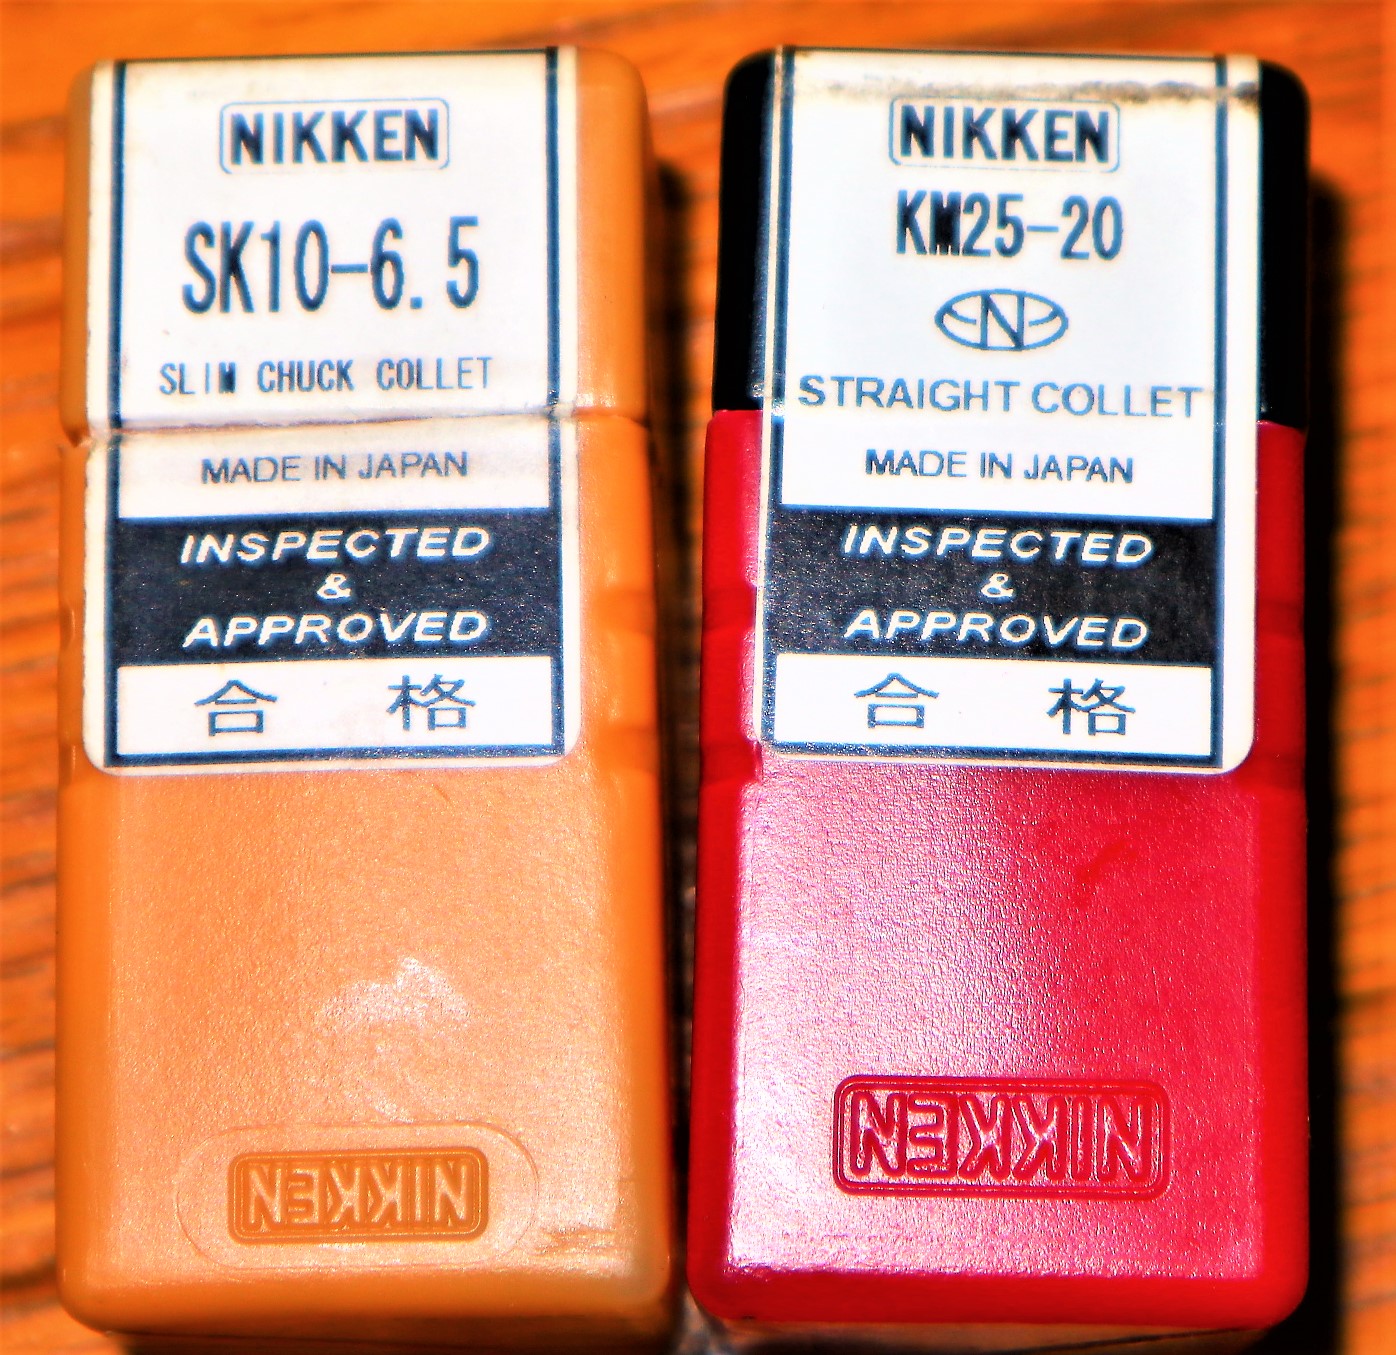 NIKKEN
SK10-6.5
SLIM CHUCK COLLET
MADE IN JAPAN
INSPECTED
&
APPROVED
合 格
NIKKEN
NIKKEN
KM25-20
N
STRAIGHT COLLET
MADE IN JAPAN
INSPECTED
&
APPROVED
合 格
NIKKEN